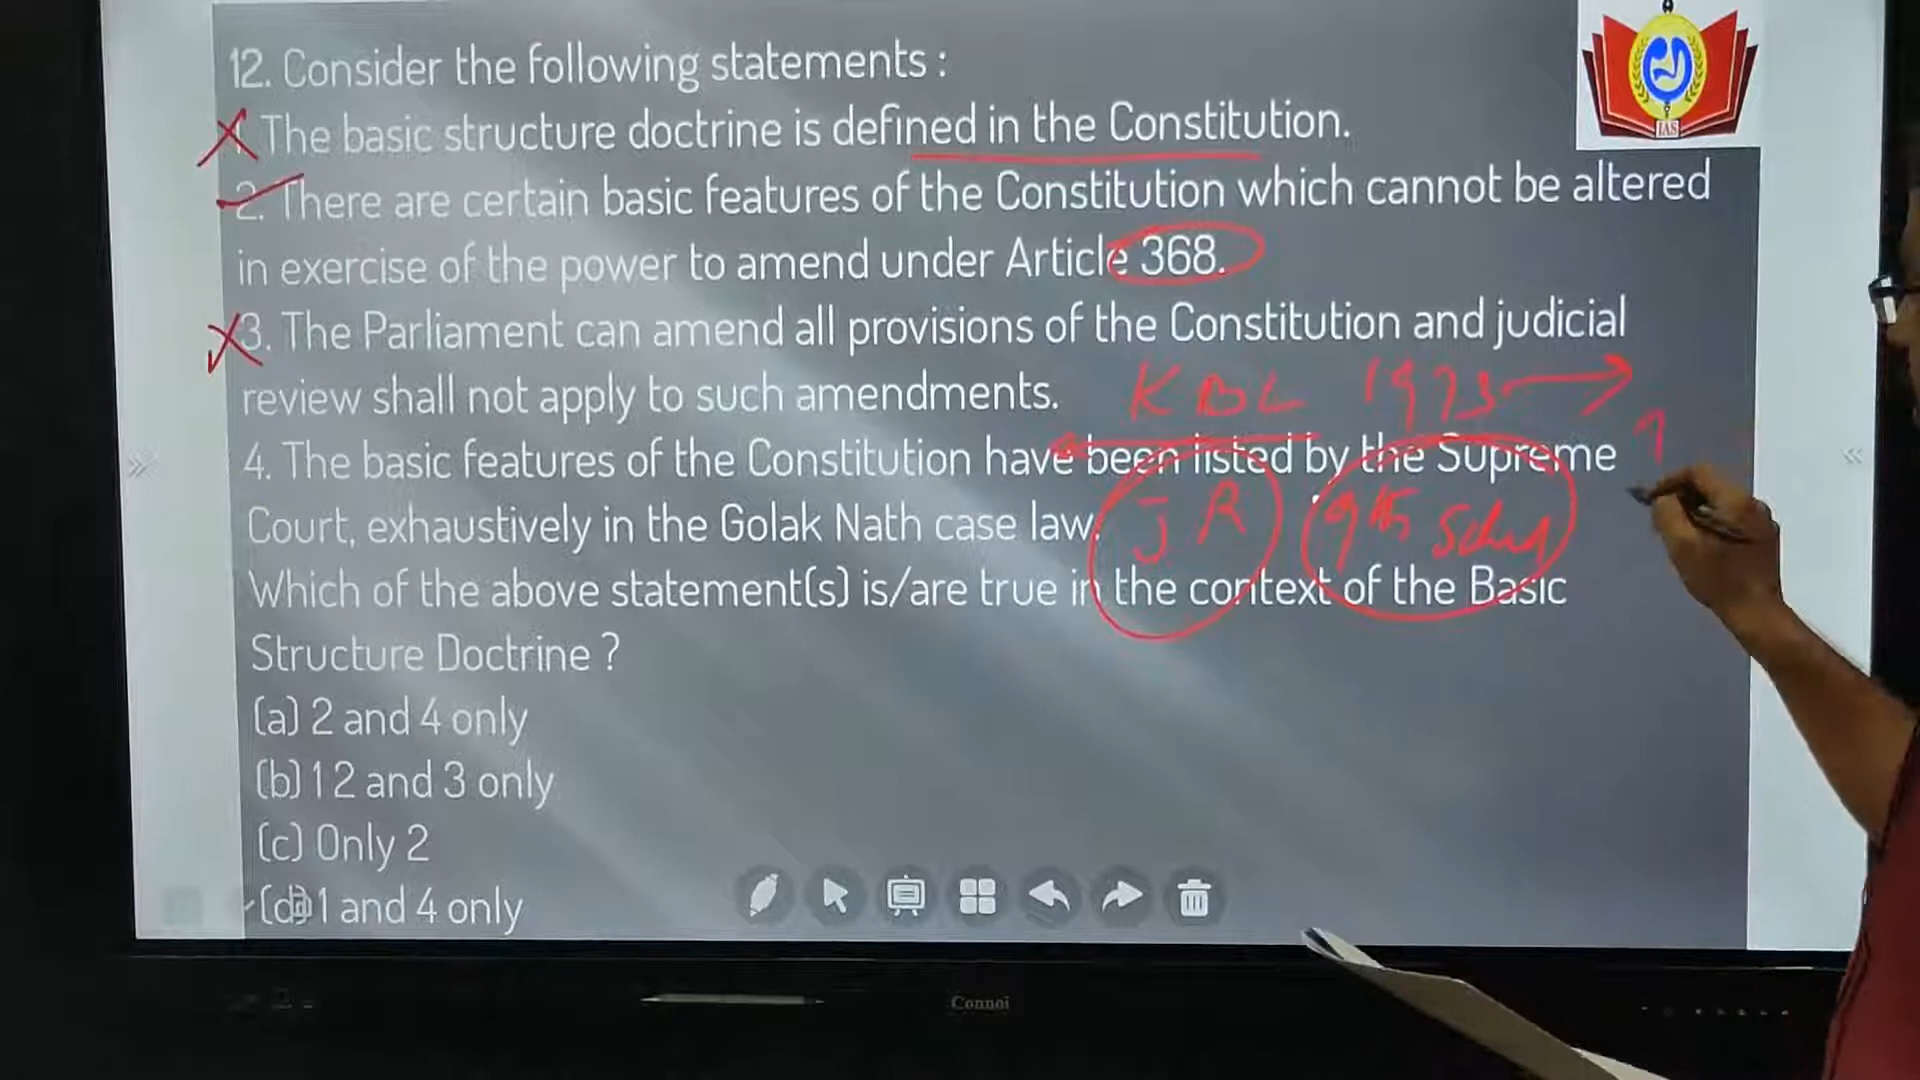 12. Consider the following statements :
1. The basic structure doctrine is defined in the Constitution.
2. There are certain basic features of the Constitution which cannot be altered
in exercise of the power to amend under Article 368.
3. The Parliament can amend all provisions of the Constitution and judicial
review shall not apply to such amendments.
KBL 1973
4. The basic features of the Constitution have been listed by the Supreme
Court, exhaustively in the Golak Nath case law.
JR 9th Sched
Which of the above statement(s) is/are true in the context of the Basic
Structure Doctrine ?
(a) 2 and 4 only
(b) 1 2 and 3 only
(c) Only 2
(d) 1 and 4 only
IAS